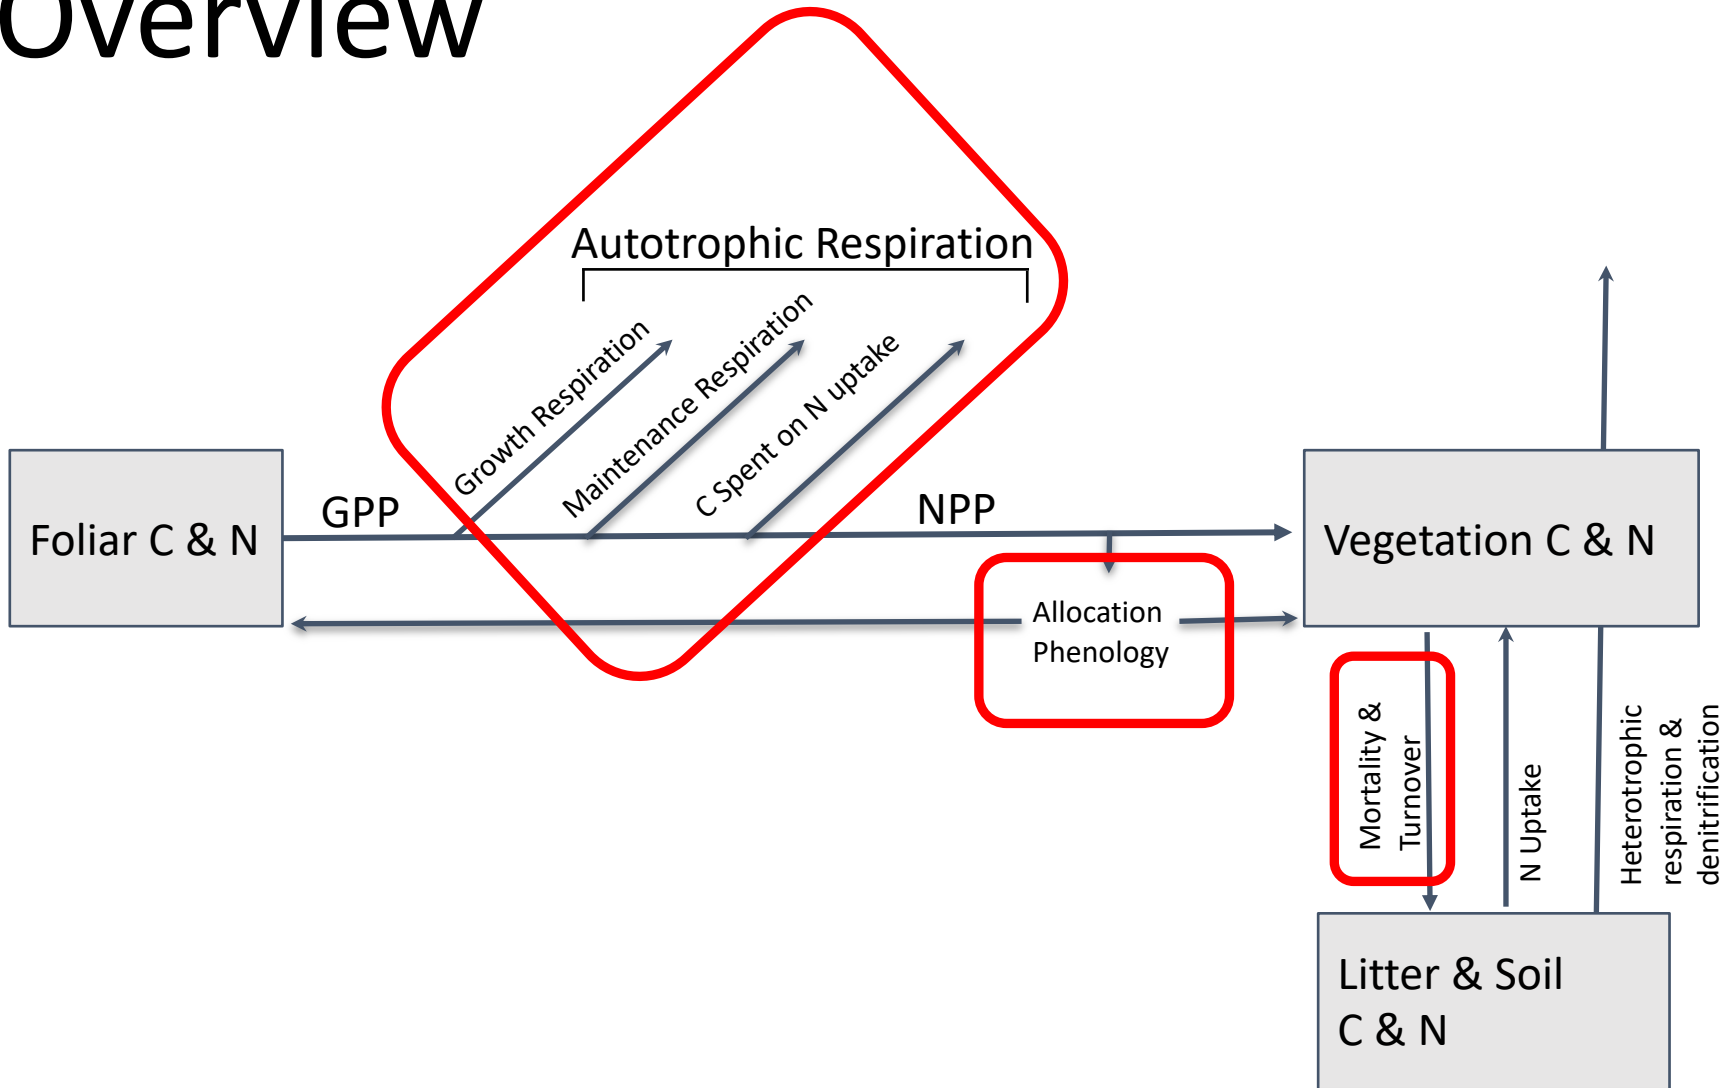 Overview
Autotrophic Respiration
Growth Respiration
Maintenance Respiration
C Spent on N uptake
GPP
NPP
Foliar C & N
Vegetation C & N
Allocation
Phenology
Mortality &
Turnover
N Uptake
Heterotrophic
respiration &
denitrification
Litter & Soil
C & N